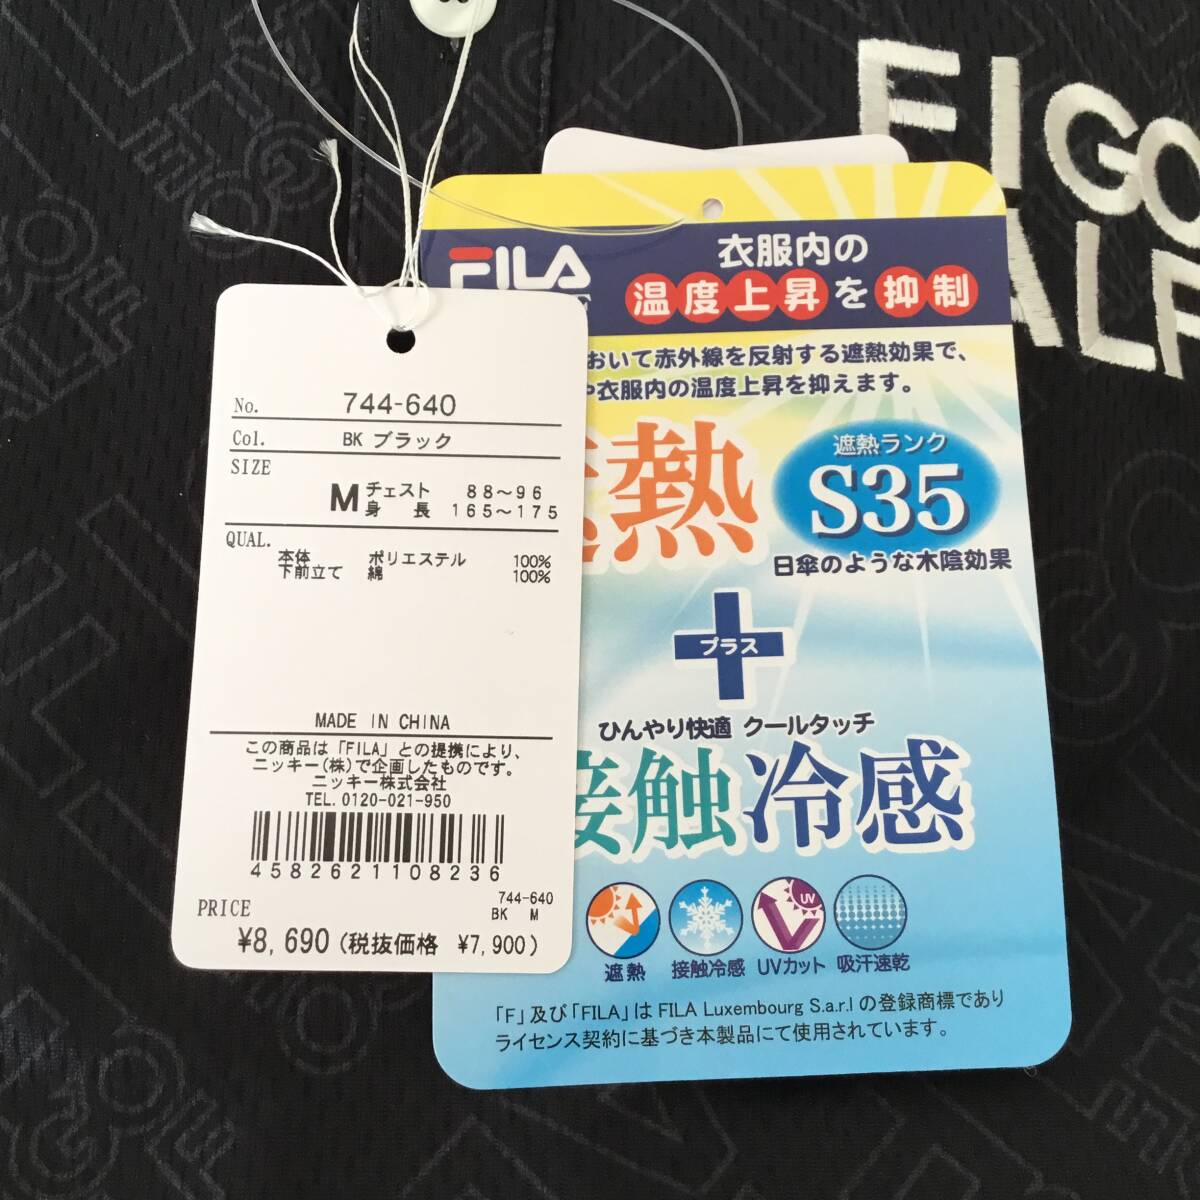 FIGO
ALF
No. 744-640
Col. BK ブラック
SIZE
M チェスト 88～96
身長 165～175
QUAL.
本体 ポリエステル 100%
下前立て 綿 100%
MADE IN CHINA
この商品は「FILA」との提携により、
ニッキー(株)で企画したものです。
ニッキー株式会社
TEL. 0120-021-950
4582621108236
744-640
BK M
PRICE
¥8,690 (税抜価格 ¥7,900)
FILA
衣服内の
温度上昇を抑制
おいて赤外線を反射する遮熱効果で、
や衣服内の温度上昇を抑えます。
熱
遮熱ランク
S35
日傘のような木陰効果
プラス
ひんやり快適 クールタッチ
接触冷感
UV
遮熱 接触冷感 UVカット 吸汗速乾
「F」及び「FILA」は FILA Luxembourg S.a.r.l の登録商標であり
ライセンス契約に基づき本製品にて使用されています。